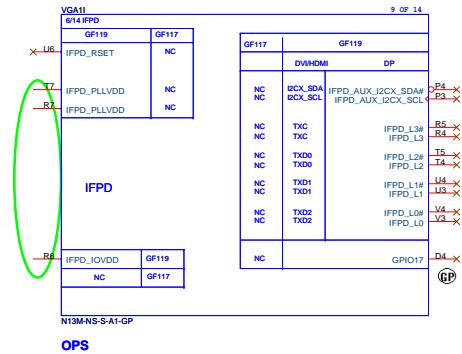 VGA1I
9 OF 14
6/14 IFPD
GF119 GF117
U6 IFPD_RSET NC
T7 IFPD_PLLVDD NC
R7 IFPD_PLLVDD NC
IFPD
R6 IFPD_IOVDD GF119
NC GF117
GF117 GF119
DVI/HDMI DP
NC I2CX_SDA IFPD_AUX_I2CX_SDA# P4
NC I2CX_SCL IFPD_AUX_I2CX_SCL P3
NC TXC IFPD_L3# R5
NC TXC IFPD_L3 R4
NC TXD0 IFPD_L2# T5
NC TXD0 IFPD_L2 T4
NC TXD1 IFPD_L1# U4
NC TXD1 IFPD_L1 U3
NC TXD2 IFPD_L0# V4
NC TXD2 IFPD_L0 V3
NC GPIO17 D4
GP
N13M-NS-S-A1-GP
OPS